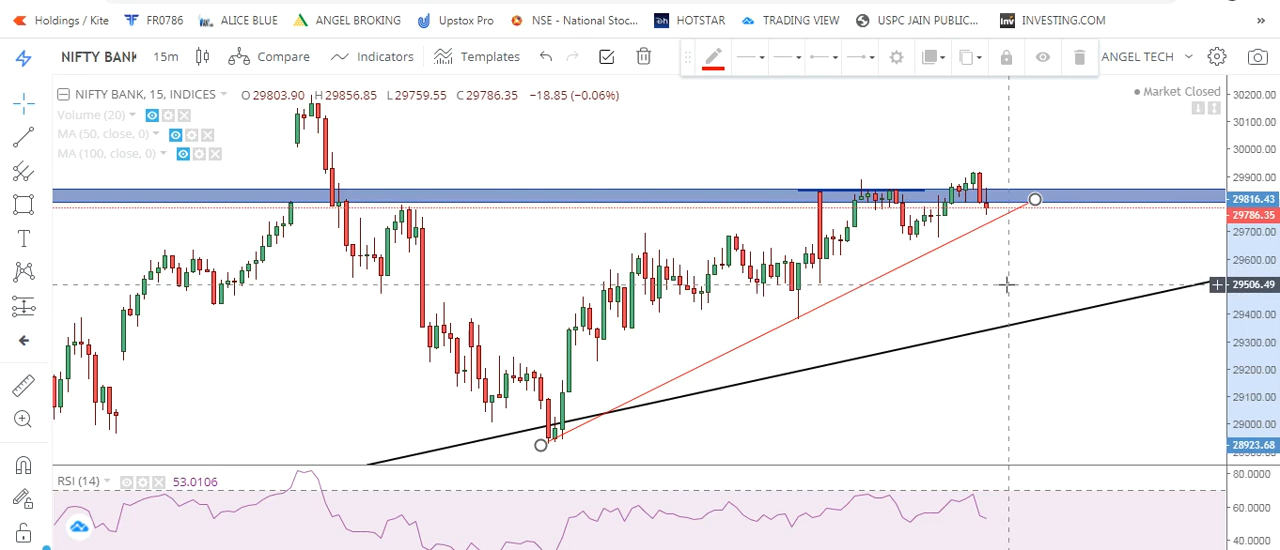 Holdings / Kite FR0786 ALICE BLUE ANGEL BROKING Upstox Pro NSE - National Stoc... HOTSTAR TRADING VIEW USPC JAIN PUBLIC... INVESTING.COM »
NIFTY BANK 15m Compare Indicators Templates ANGEL TECH
NIFTY BANK, 15, INDICES O29803.90 H29856.85 L29759.55 C29786.35 −18.85 (−0.06%)
Market Closed
Volume (20)
MA (50, close, 0)
MA (100, close, 0)
30200.00
30100.00
30000.00
29900.00
29816.43
29786.35
29700.00
29600.00
29506.49
29400.00
29300.00
29200.00
29100.00
29000.00
28923.68
RSI (14) 53.0106
80.0000
60.0000
40.0000